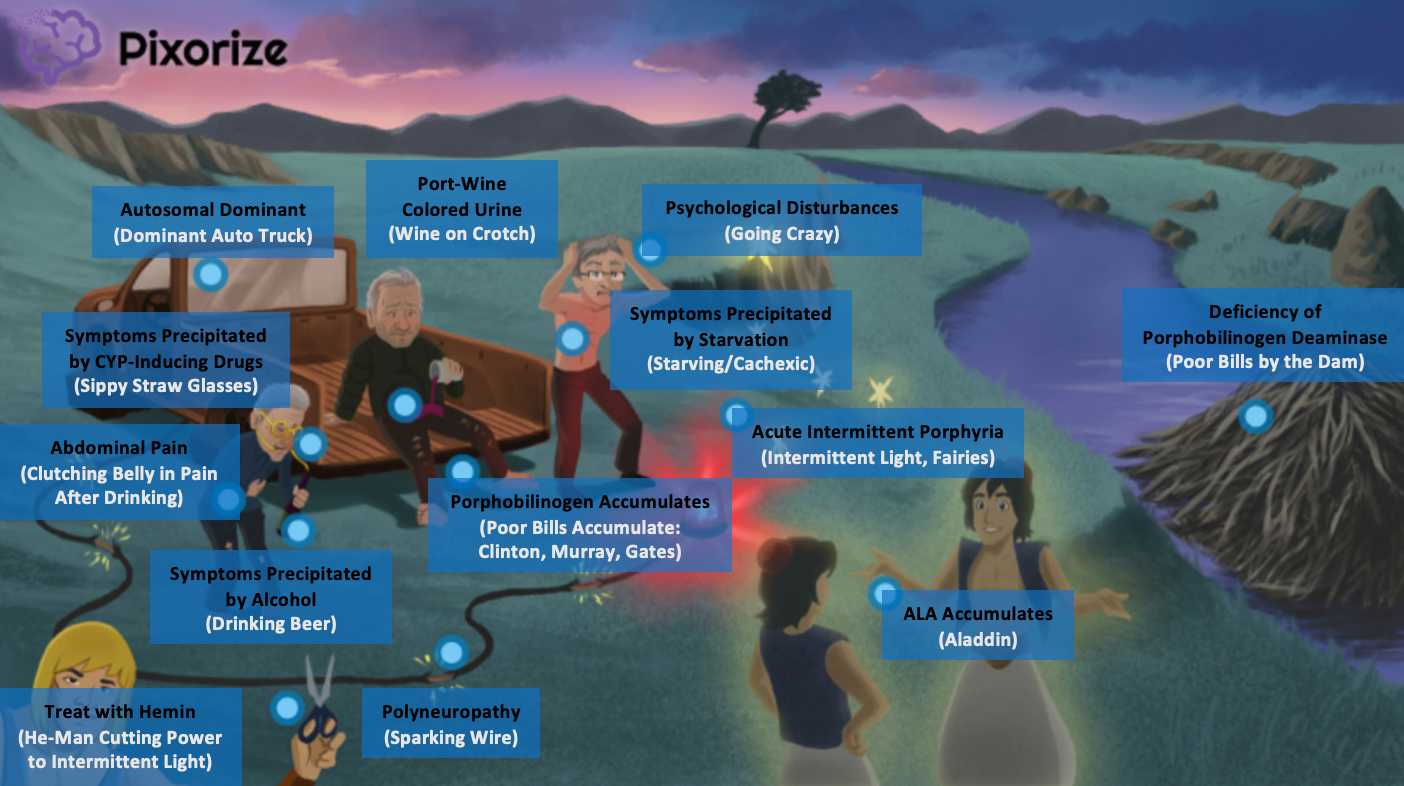 Pixorize
Port-Wine
Colored Urine
(Wine on Crotch)
Autosomal Dominant
(Dominant Auto Truck)
Psychological Disturbances
(Going Crazy)
Symptoms Precipitated
by CYP-Inducing Drugs
(Sippy Straw Glasses)
Symptoms Precipitated
by Starvation
(Starving/Cachexic)
Deficiency of
Porphobilinogen Deaminase
(Poor Bills by the Dam)
Abdominal Pain
(Clutching Belly in Pain
After Drinking)
Acute Intermittent Porphyria
(Intermittent Light, Fairies)
Porphobilinogen Accumulates
(Poor Bills Accumulate:
Clinton, Murray, Gates)
Symptoms Precipitated
by Alcohol
(Drinking Beer)
ALA Accumulates
(Aladdin)
Treat with Hemin
(He-Man Cutting Power
to Intermittent Light)
Polyneuropathy
(Sparking Wire)